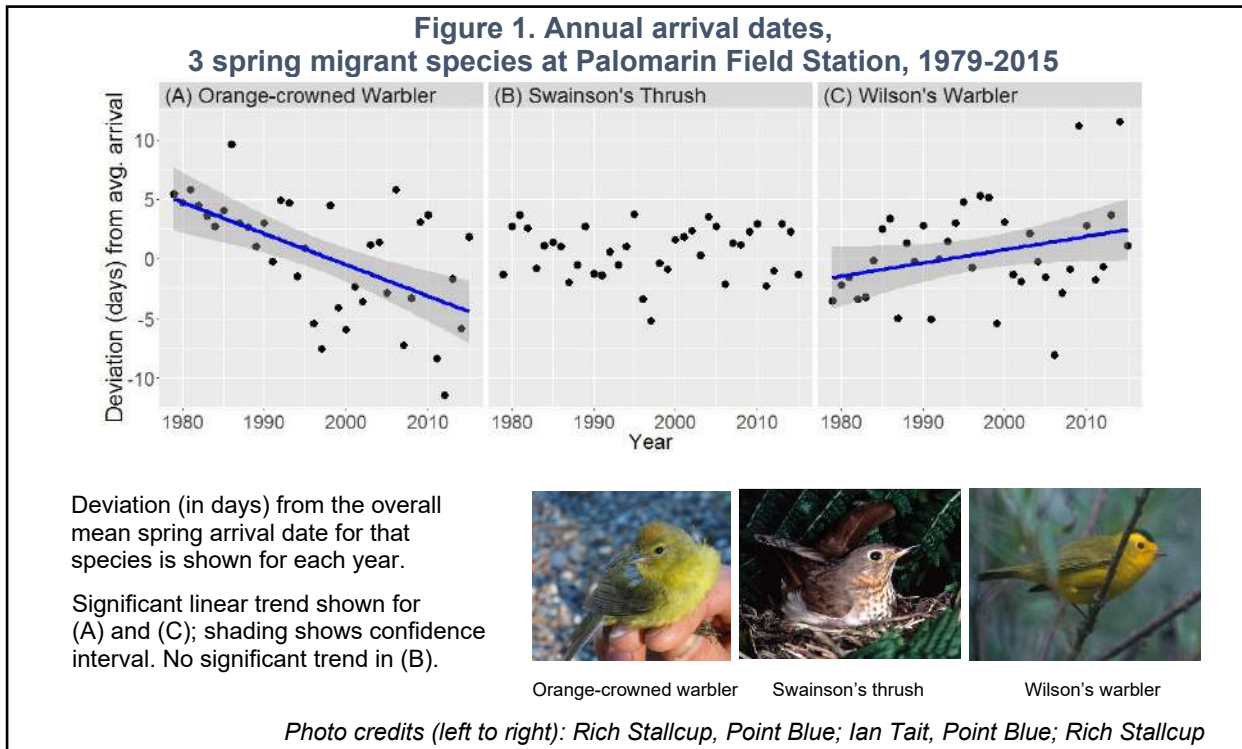 Figure 1. Annual arrival dates,
3 spring migrant species at Palomarin Field Station, 1979-2015
(A) Orange-crowned Warbler
(B) Swainson's Thrush
(C) Wilson's Warbler
Deviation (days) from avg. arrival
10
5
0
-5
-10
1980 1990 2000 2010
1980 1990 2000 2010
1980 1990 2000 2010
Year
Deviation (in days) from the overall
mean spring arrival date for that
species is shown for each year.
Significant linear trend shown for
(A) and (C); shading shows confidence
interval. No significant trend in (B).
Orange-crowned warbler
Swainson’s thrush
Wilson’s warbler
Photo credits (left to right): Rich Stallcup, Point Blue; Ian Tait, Point Blue; Rich Stallcup